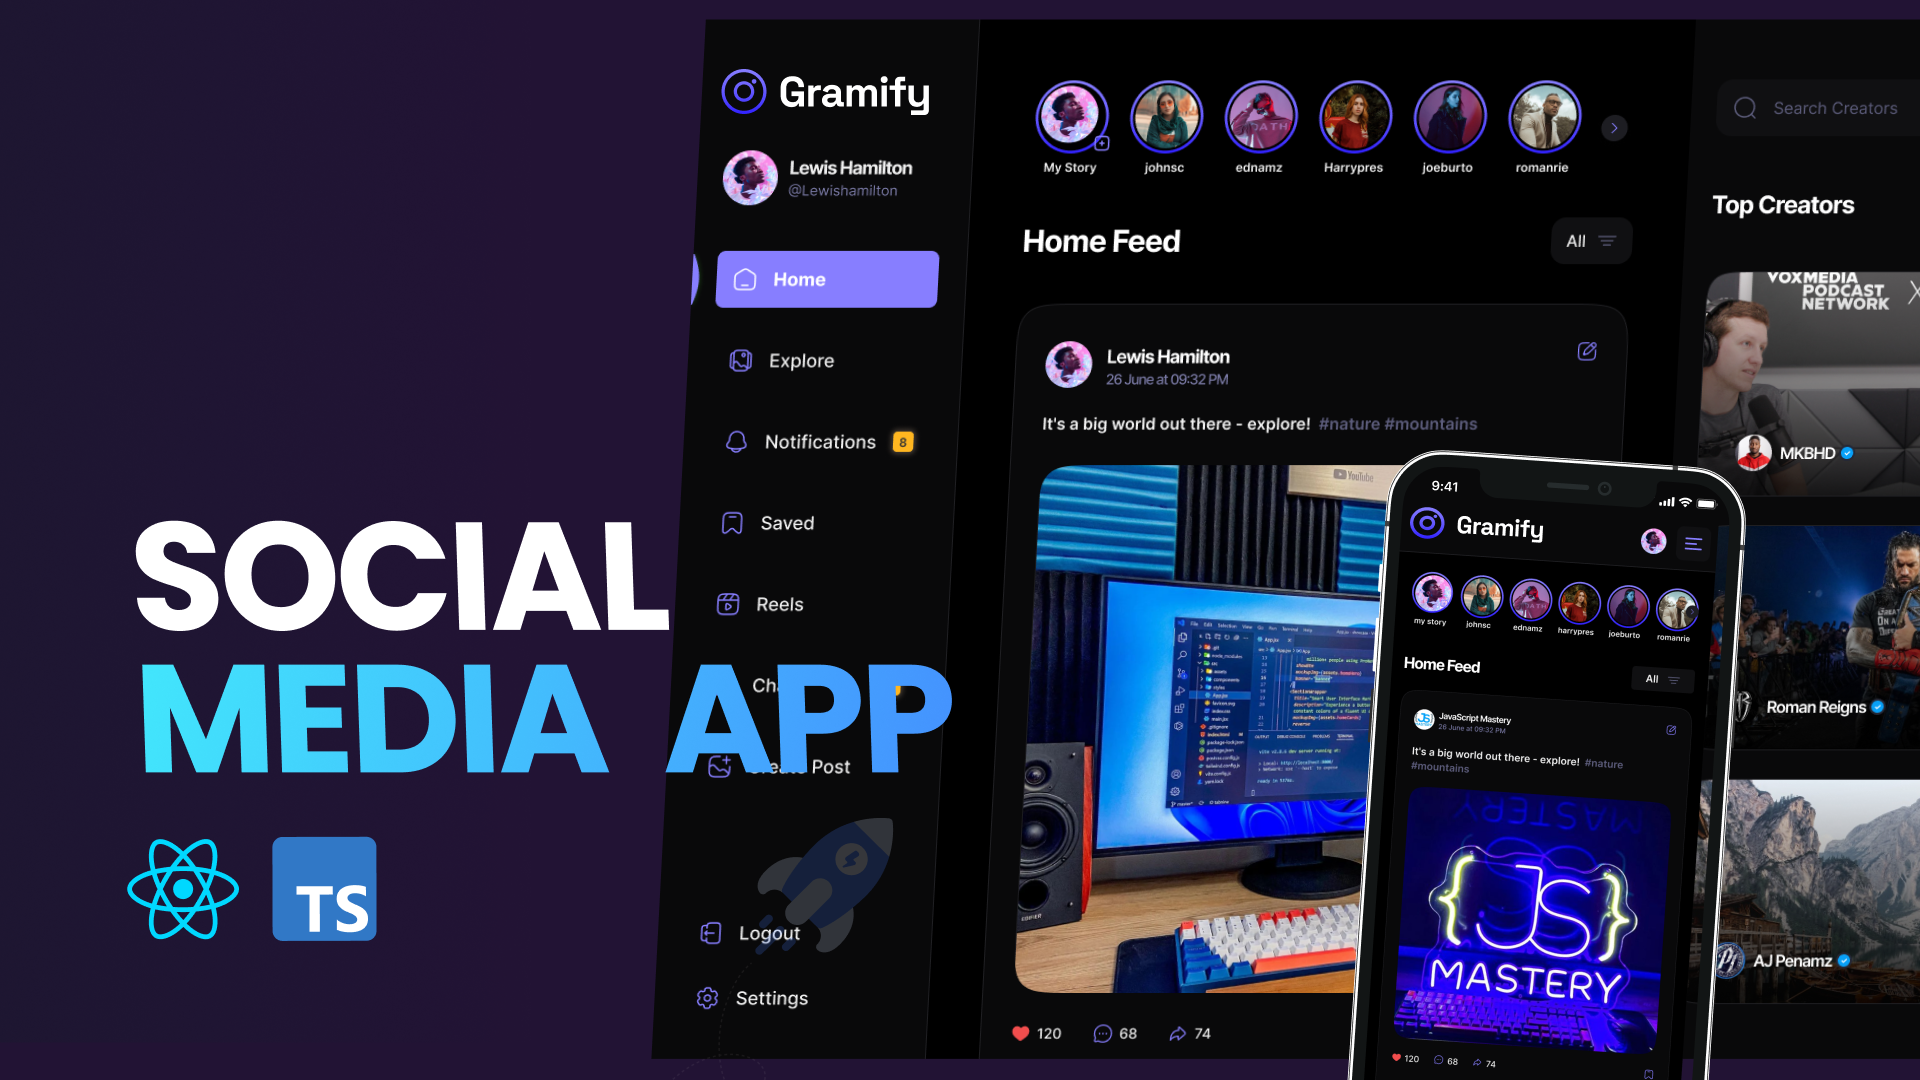 SOCIAL
MEDIA APP
TS
Gramify
Lewis Hamilton
@Lewishamilton
Home
Explore
Notifications 8
Saved
Reels
Post
Logout
Settings
My Story
johnsc
ednamz
Harrypres
joeburto
romanrie
Home Feed
All
Lewis Hamilton
26 June at 09:32 PM
It's a big world out there - explore! #nature #mountains
YouTube
EDIFIER
120
68
74
Search Creators
Top Creators
VOXMEDIA
PODCAST
NETWORK
MKBHD
Roman Reigns
AJ Penamz
9:41
Gramify
my story
johnsc
ednamz
harrypres
joeburto
romanrie
Home Feed
All
JavaScript Mastery
26 June at 09:32 PM
It's a big world out there - explore! #nature
#mountains
MASTERY
JS
MASTERY
120
68
74